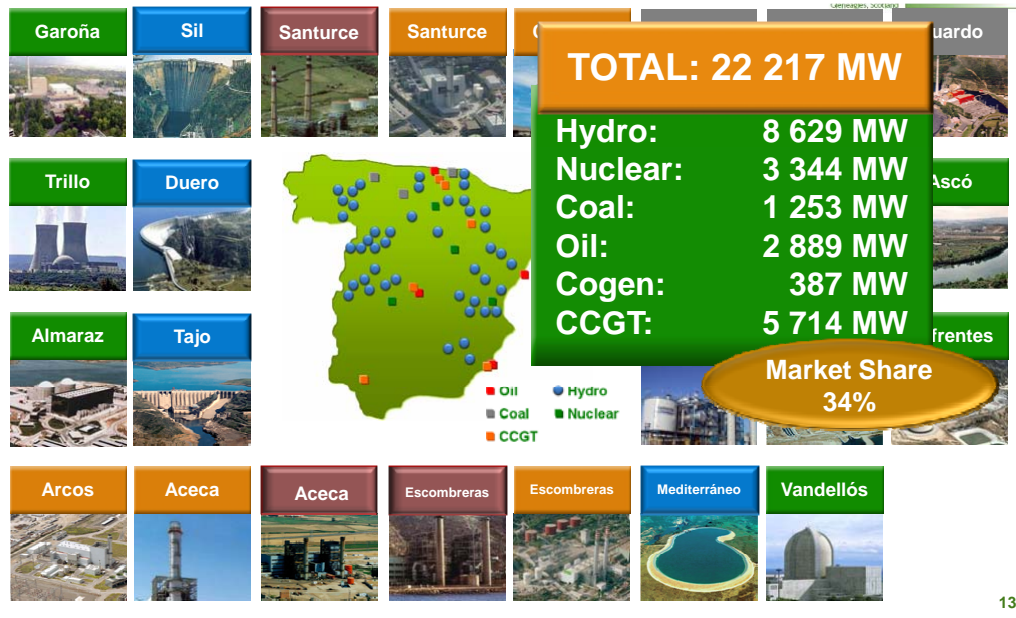 Gleneagles, Scotland
Garoña
Sil
Santurce
Santurce
TOTAL: 22 217 MW
Hydro: 8 629 MW
Nuclear: 3 344 MW
Coal: 1 253 MW
Oil: 2 889 MW
Cogen: 387 MW
CCGT: 5 714 MW
Market Share
34%
Trillo
Duero
Ascó
Almaraz
Tajo
Oil
Hydro
Coal
Nuclear
CCGT
Arcos
Aceca
Aceca
Escombreras
Escombreras
Mediterráneo
Vandellós
13